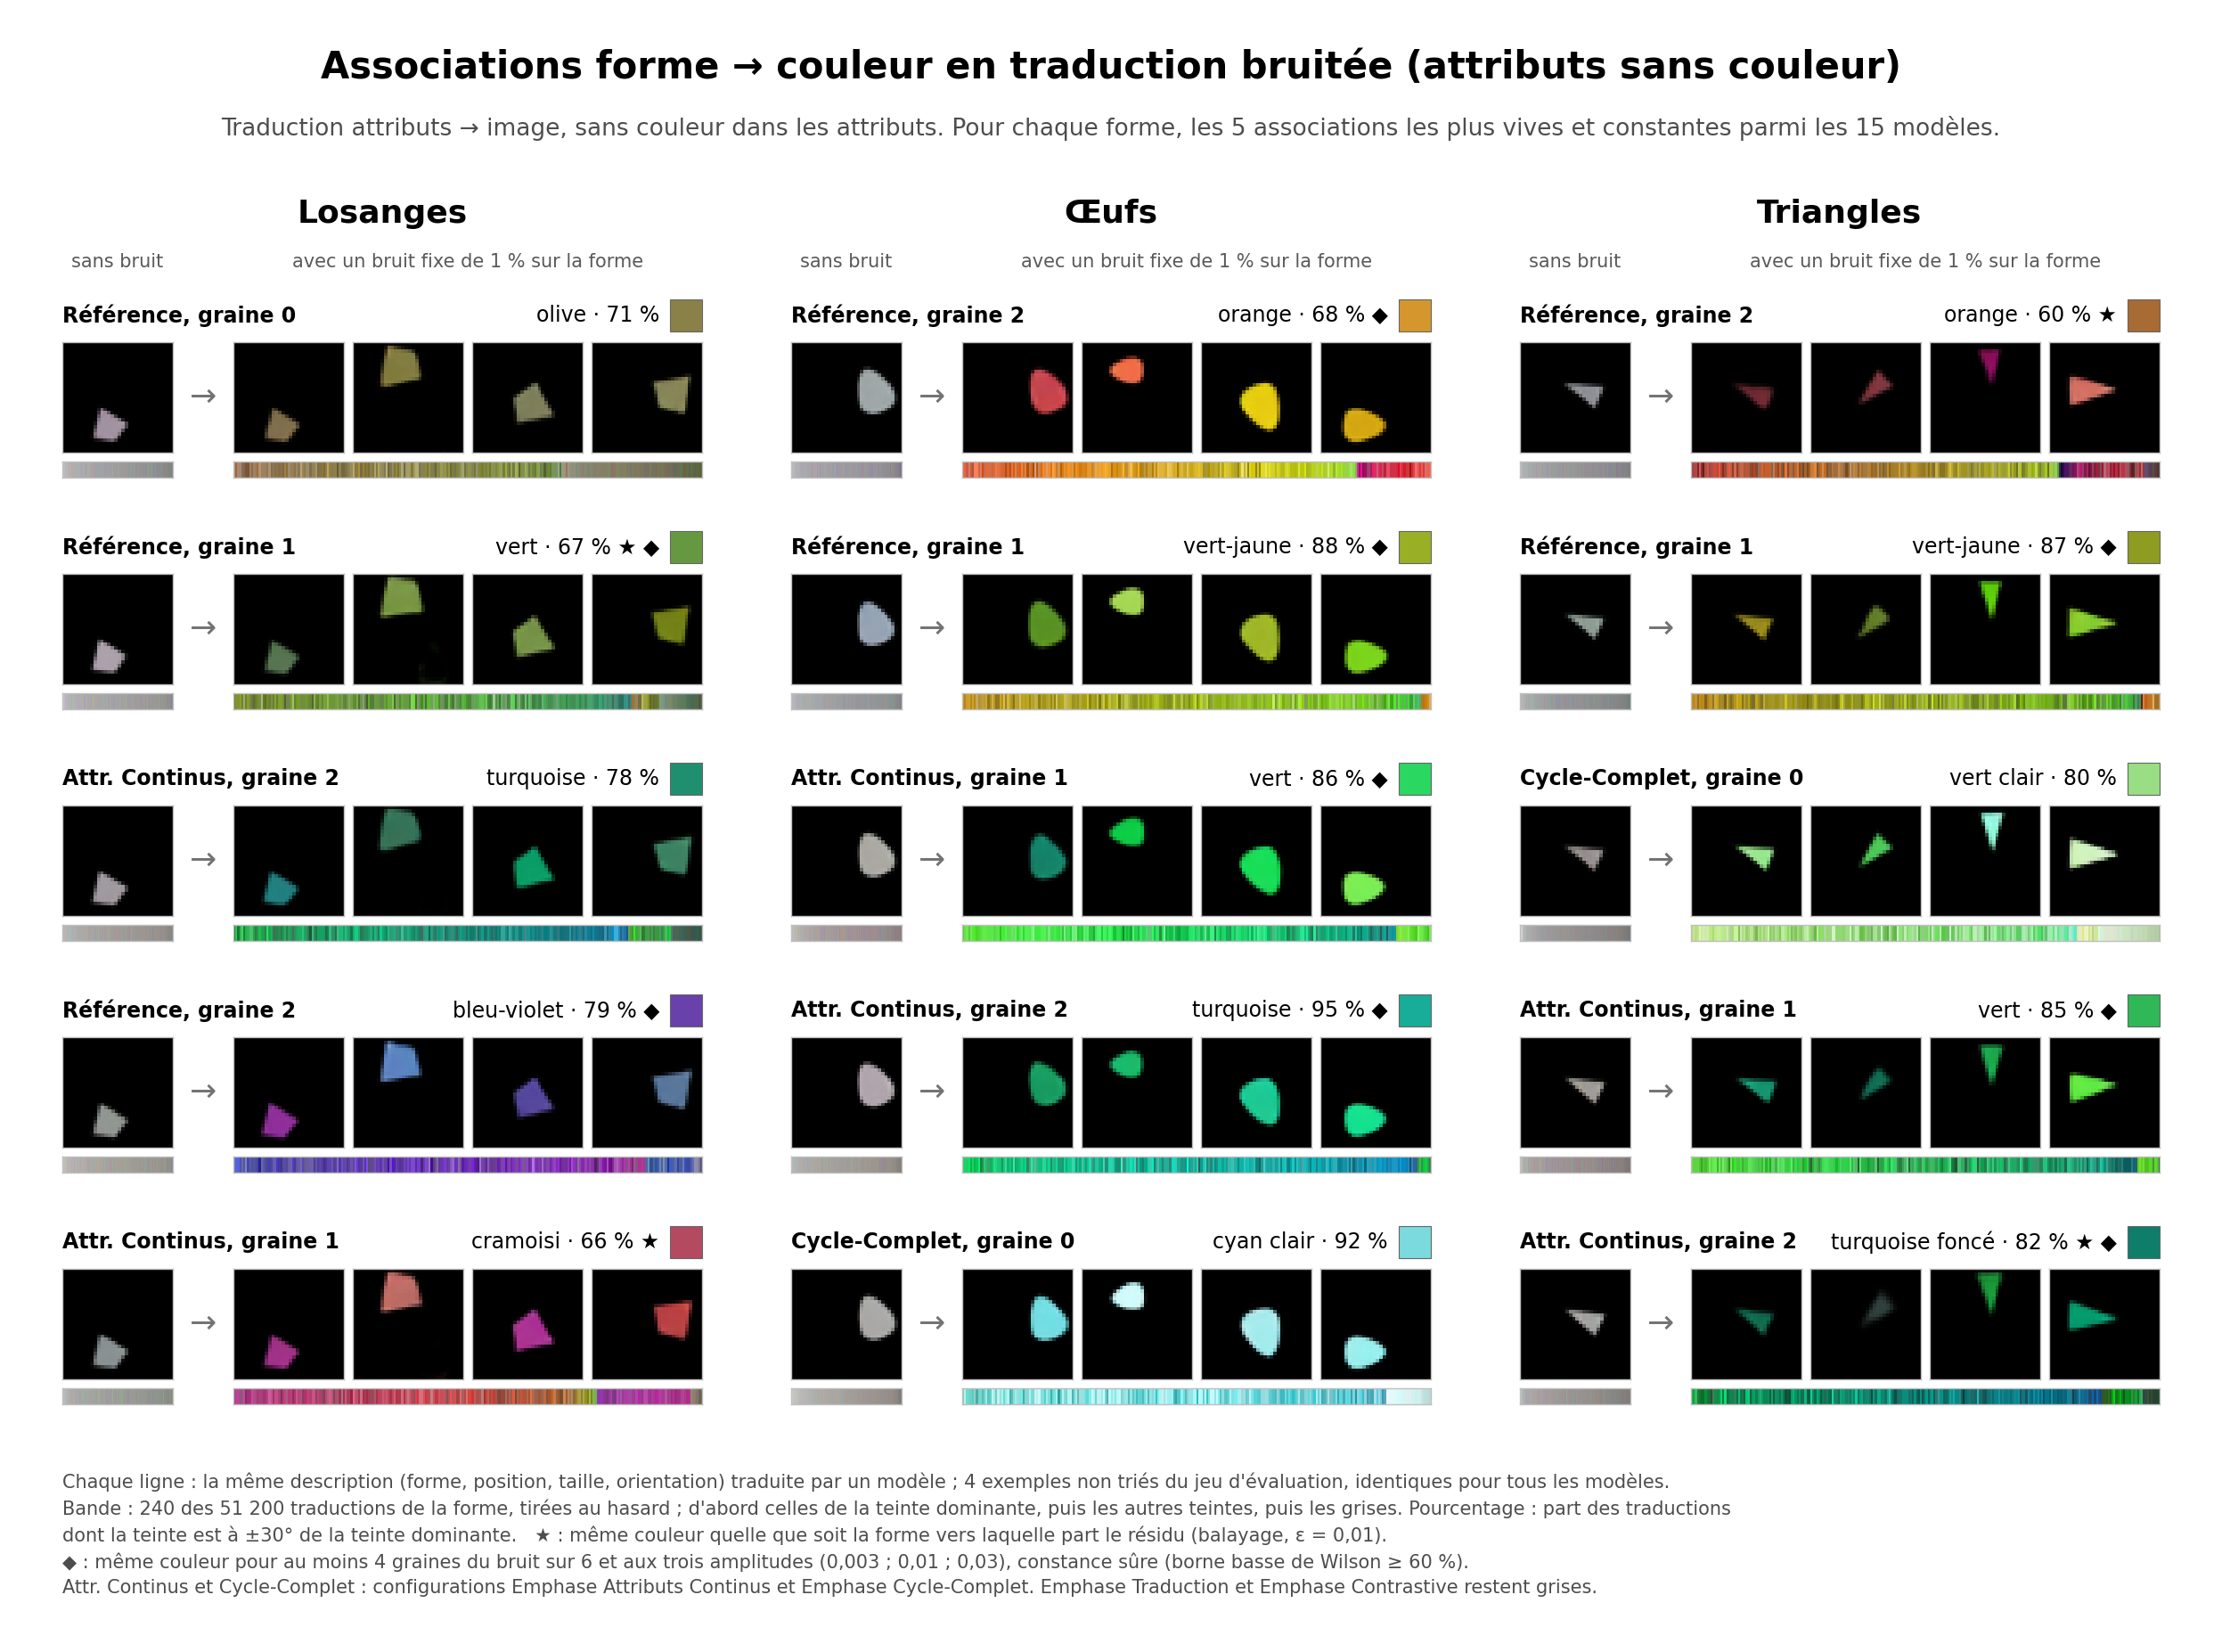 Associations forme → couleur en traduction bruitée (attributs sans couleur)
Traduction attributs → image, sans couleur dans les attributs. Pour chaque forme, les 5 associations les plus vives et constantes parmi les 15 modèles.
Losanges
Œufs
Triangles
sans bruit
avec un bruit fixe de 1 % sur la forme
sans bruit
avec un bruit fixe de 1 % sur la forme
sans bruit
avec un bruit fixe de 1 % sur la forme
Référence, graine 0
olive · 71 %
Référence, graine 2
orange · 68 % ◆
Référence, graine 2
orange · 60 % ★
→
→
→
Référence, graine 1
vert · 67 % ★ ◆
Référence, graine 1
vert-jaune · 88 % ◆
Référence, graine 1
vert-jaune · 87 % ◆
→
→
→
Attr. Continus, graine 2
turquoise · 78 %
Attr. Continus, graine 1
vert · 86 % ◆
Cycle-Complet, graine 0
vert clair · 80 %
→
→
→
Référence, graine 2
bleu-violet · 79 % ◆
Attr. Continus, graine 2
turquoise · 95 % ◆
Attr. Continus, graine 1
vert · 85 % ◆
→
→
→
Attr. Continus, graine 1
cramoisi · 66 % ★
Cycle-Complet, graine 0
cyan clair · 92 %
Attr. Continus, graine 2
turquoise foncé · 82 % ★ ◆
→
→
→
Chaque ligne : la même description (forme, position, taille, orientation) traduite par un modèle ; 4 exemples non triés du jeu d'évaluation, identiques pour tous les modèles.
Bande : 240 des 51 200 traductions de la forme, tirées au hasard ; d'abord celles de la teinte dominante, puis les autres teintes, puis les grises. Pourcentage : part des traductions
dont la teinte est à ±30° de la teinte dominante. ★ : même couleur quelle que soit la forme vers laquelle part le résidu (balayage, ε = 0,01).
◆ : même couleur pour au moins 4 graines du bruit sur 6 et aux trois amplitudes (0,003 ; 0,01 ; 0,03), constance sûre (borne basse de Wilson ≥ 60 %).
Attr. Continus et Cycle-Complet : configurations Emphase Attributs Continus et Emphase Cycle-Complet. Emphase Traduction et Emphase Contrastive restent grises.